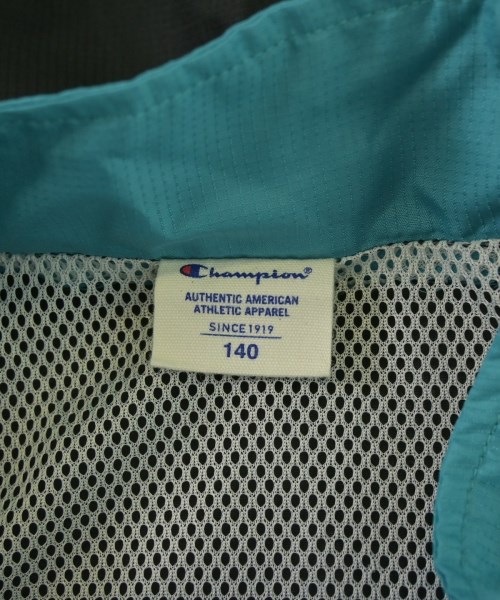 Champion®
AUTHENTIC AMERICAN
ATHLETIC APPAREL
SINCE 1919
140